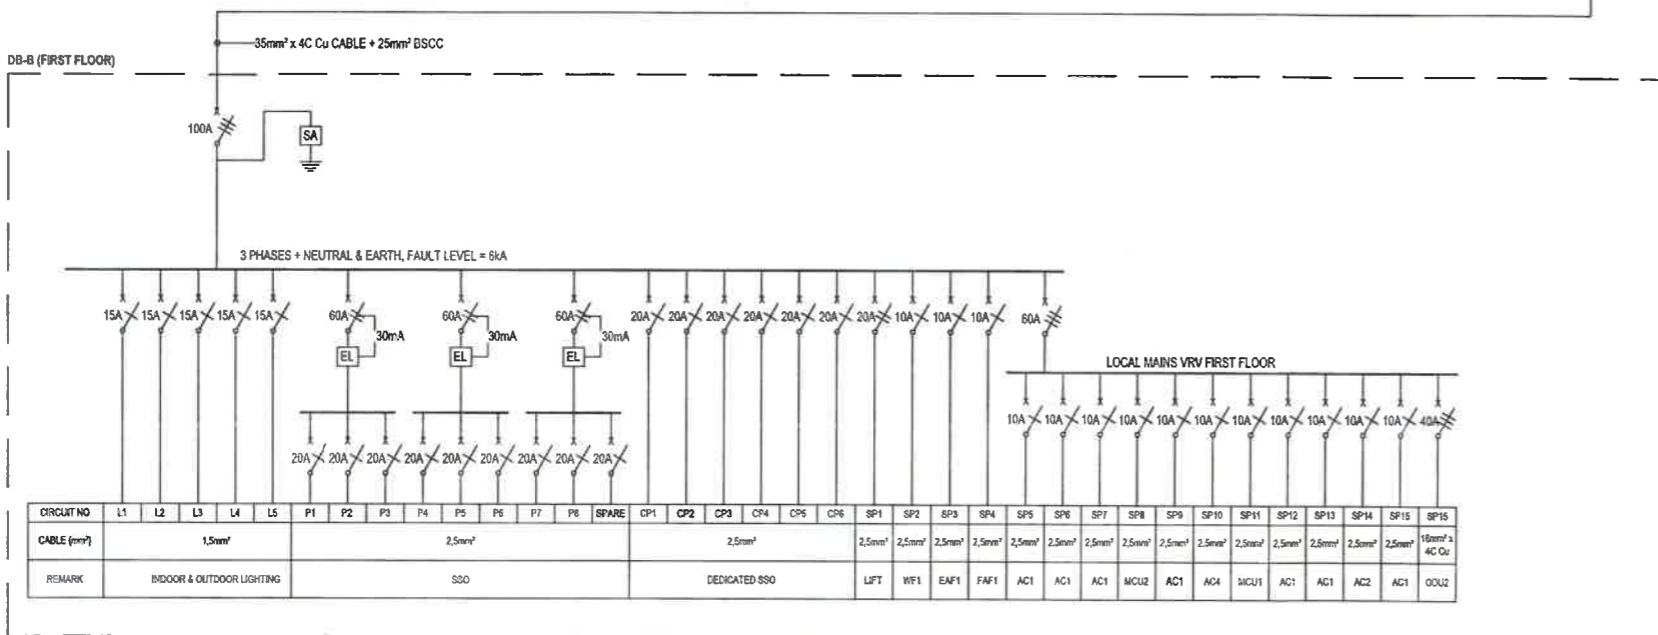 35mm² x 4C Cu CABLE + 25mm² BSCC
DB-B (FIRST FLOOR)
100A
SA
3 PHASES + NEUTRAL & EARTH, FAULT LEVEL = 6kA
15A 15A 15A 15A 15A 60A 60A 60A 20A 20A 20A 20A 20A 20A 20A 10A 10A 10A 60A
30mA 30mA 30mA
EL EL EL
LOCAL MAINS VRV FIRST FLOOR
10A 10A 10A 10A 10A 10A 10A 10A 10A 10A 10A 40A
20A 20A 20A 20A 20A 20A 20A 20A 20A
CIRCUIT NO L1 L2 L3 L4 L5 P1 P2 P3 P4 P5 P6 P7 P8 SPARE CP1 CP2 CP3 CP4 CP5 CP6 SP1 SP2 SP3 SP4 SP5 SP6 SP7 SP8 SP9 SP10 SP11 SP12 SP13 SP14 SP15 SP15
CABLE (mm²) 1,5mm² 2,5mm² 2,5mm² 2,5mm² 2,5mm² 2,5mm² 2,5mm² 2,5mm² 2,5mm² 2,5mm² 2,5mm² 2,5mm² 2,5mm² 2,5mm² 2,5mm² 2,5mm² 2,5mm² 2,5mm² 16mm² x
4C Cu
REMARK INDOOR & OUTDOOR LIGHTING SSO DEDICATED SSO LIFT WF1 EAF1 FAF1 AC1 AC1 AC1 MCU2 AC1 AC4 MCU1 AC1 AC1 AC2 AC1 ODU2